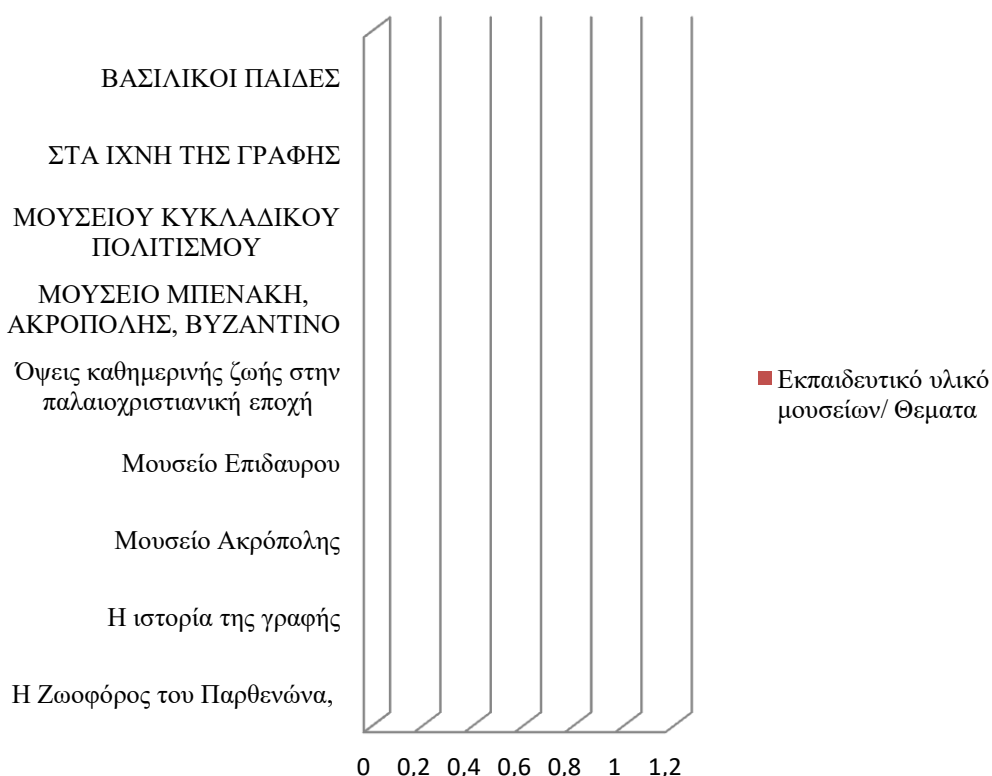 ΒΑΣΙΛΙΚΟΙ ΠΑΙΔΕΣ
ΣΤΑ ΙΧΝΗ ΤΗΣ ΓΡΑΦΗΣ
ΜΟΥΣΕΙΟΥ ΚΥΚΛΑΔΙΚΟΥ
ΠΟΛΙΤΙΣΜΟΥ
ΜΟΥΣΕΙΟ ΜΠΕΝΑΚΗ,
ΑΚΡΟΠΟΛΗΣ, ΒΥΖΑΝΤΙΝΟ
Όψεις καθημερινής ζωής στην
παλαιοχριστιανική εποχή
Μουσείο Επιδαυρου
Μουσείο Ακρόπολης
Η ιστορία της γραφής
Η Ζωοφόρος του Παρθενώνα,
0 0,2 0,4 0,6 0,8 1 1,2
Εκπαιδευτικό υλικό
μουσείων/ Θεματα